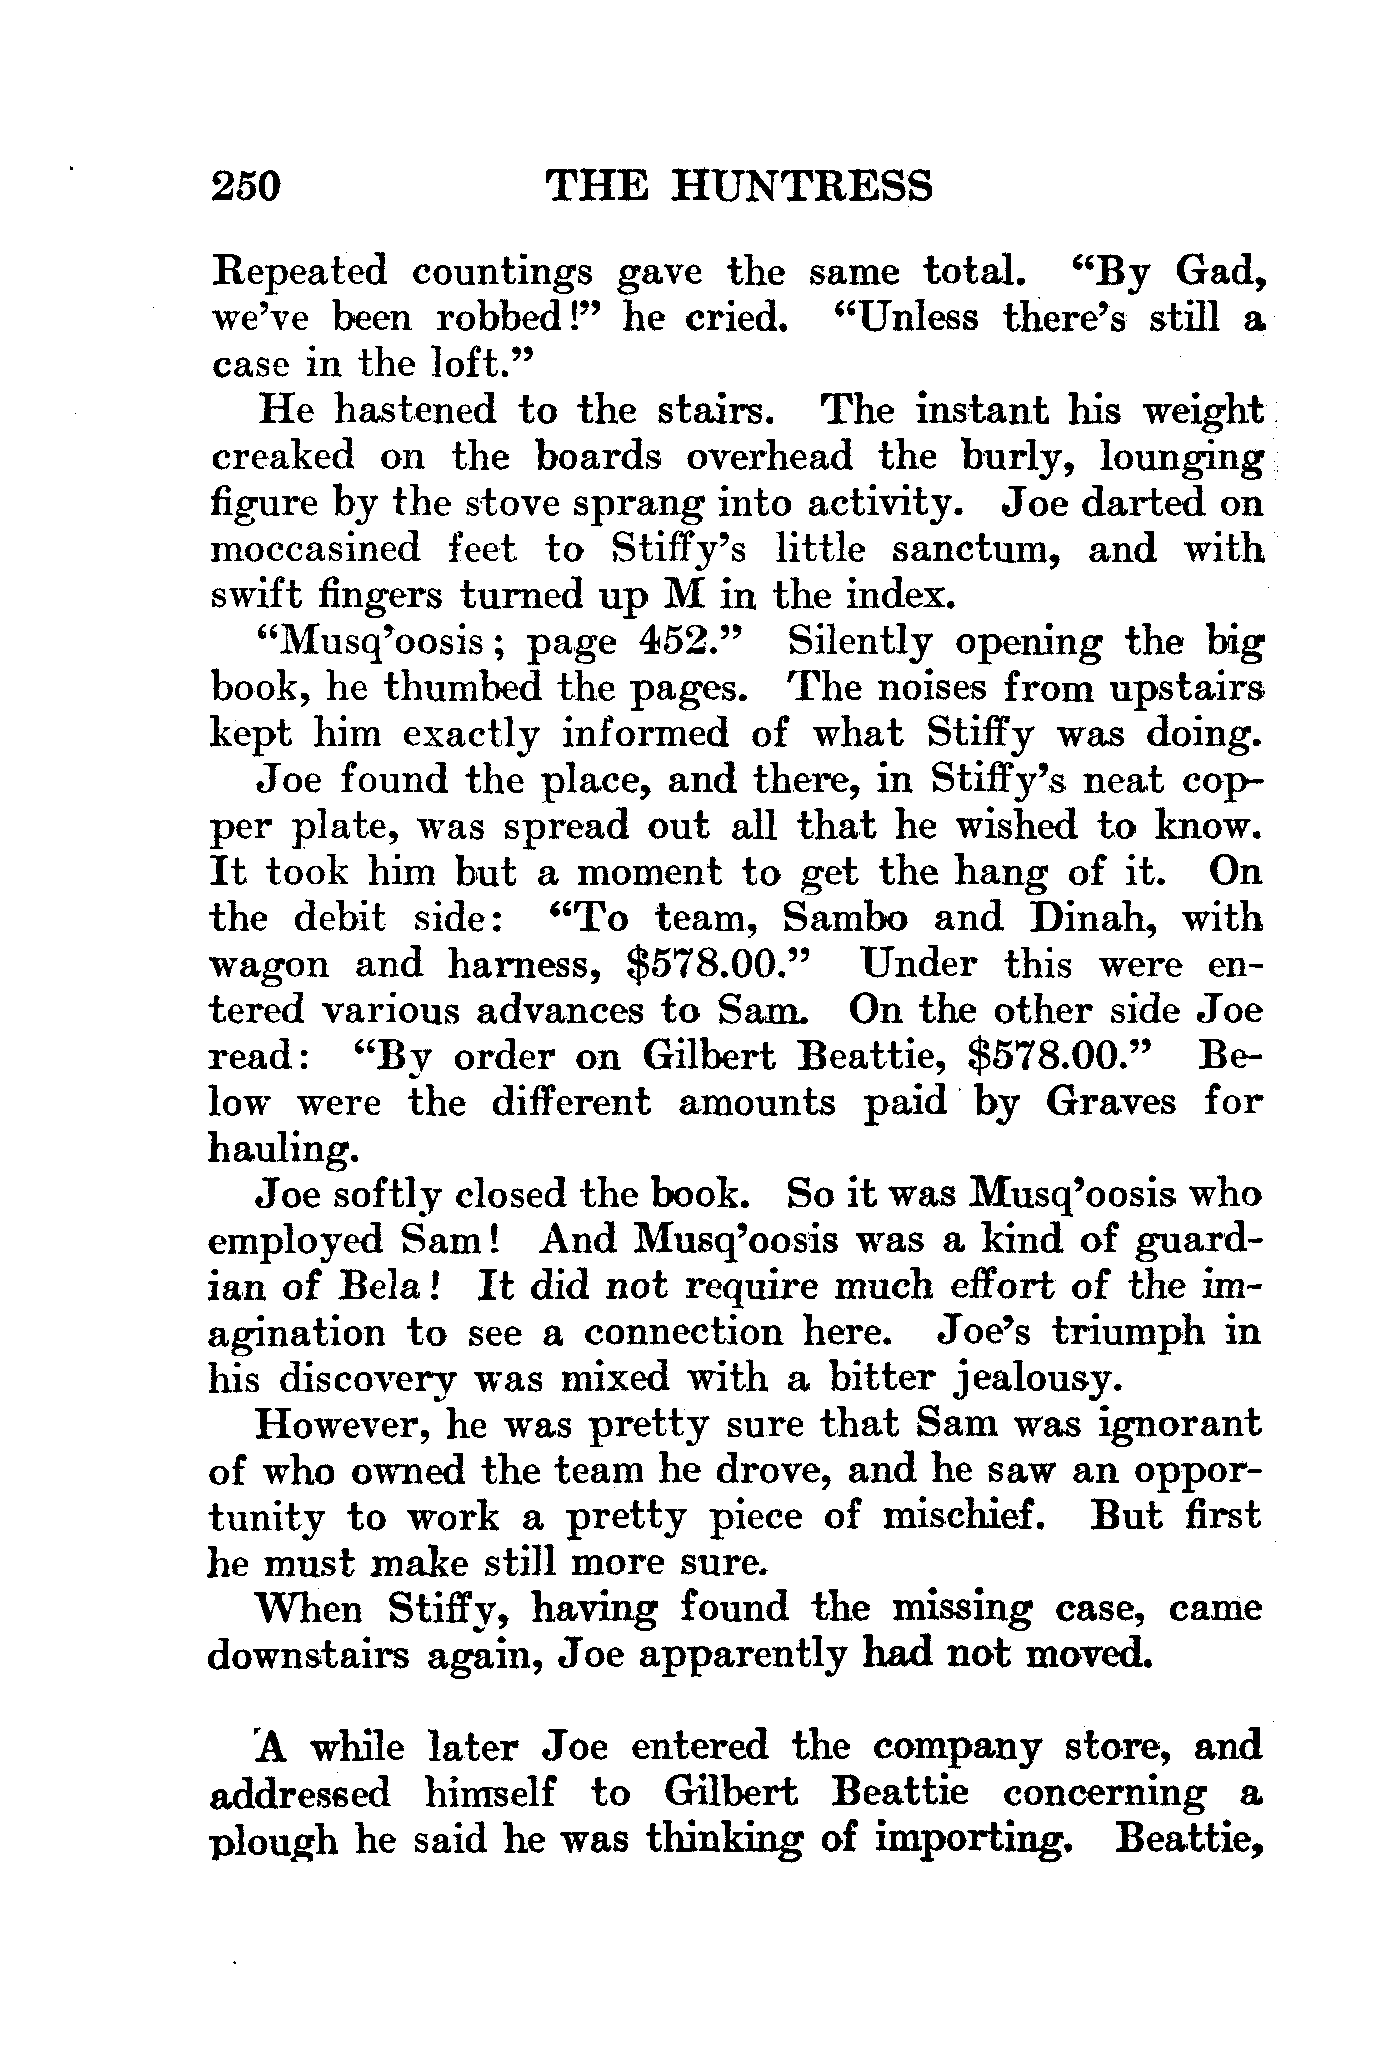 250 THE HUNTRESS
Repeated countings gave the same total. “By Gad,
we’ve been robbed!” he cried. “Unless there’s still a
case in the loft.”
He hastened to the stairs. The instant his weight
creaked on the boards overhead the burly, lounging
figure by the stove sprang into activity. Joe darted on
moccasined feet to Stiffy’s little sanctum, and with
swift fingers turned up M in the index.
“Musq’oosis; page 452.” Silently opening the big
book, he thumbed the pages. The noises from upstairs
kept him exactly informed of what Stiffy was doing.
Joe found the place, and there, in Stiffy’s neat cop-
per plate, was spread out all that he wished to know.
It took him but a moment to get the hang of it. On
the debit side: “To team, Sambo and Dinah, with
wagon and harness, $578.00.” Under this were en-
tered various advances to Sam. On the other side Joe
read: “By order on Gilbert Beattie, $578.00.” Be-
low were the different amounts paid by Graves for
hauling.
Joe softly closed the book. So it was Musq’oosis who
employed Sam! And Musq’oosis was a kind of guard-
ian of Bela! It did not require much effort of the im-
agination to see a connection here. Joe’s triumph in
his discovery was mixed with a bitter jealousy.
However, he was pretty sure that Sam was ignorant
of who owned the team he drove, and he saw an oppor-
tunity to work a pretty piece of mischief. But first
he must make still more sure.
When Stiffy, having found the missing case, came
downstairs again, Joe apparently had not moved.
A while later Joe entered the company store, and
addressed himself to Gilbert Beattie concerning a
plough he said he was thinking of importing. Beattie,